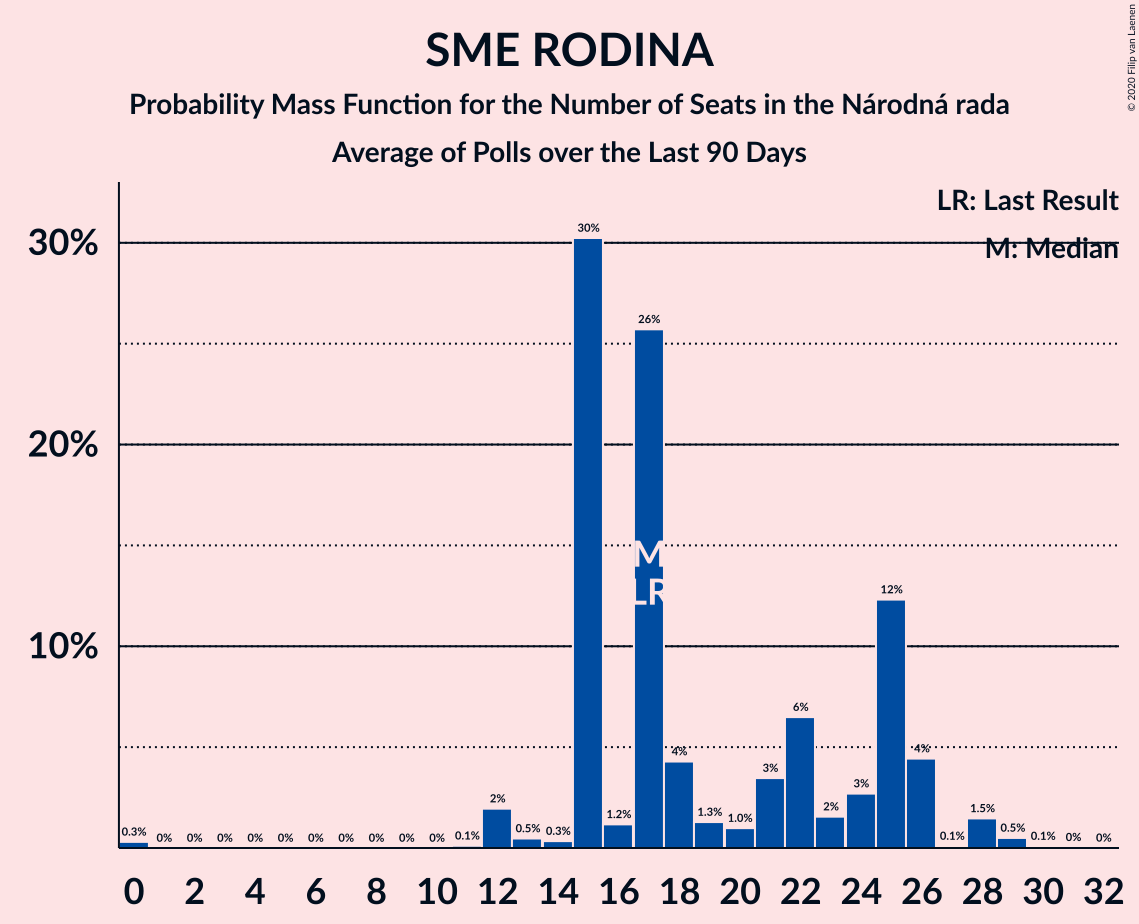 SME RODINA
Probability Mass Function for the Number of Seats in the Národná rada
Average of Polls over the Last 90 Days
© 2020 Filip van Laenen
LR: Last Result
M: Median
30%
20%
10%
0.3% 0% 0% 0% 0% 0% 0% 0% 0% 0% 0% 0.1% 2% 0.5% 0.3% 30% 1.2% 26% 4% 1.3% 1.0% 3% 6% 2% 3% 12% 4% 0.1% 1.5% 0.5% 0.1% 0% 0%
M
LR
0 2 4 6 8 10 12 14 16 18 20 22 24 26 28 30 32